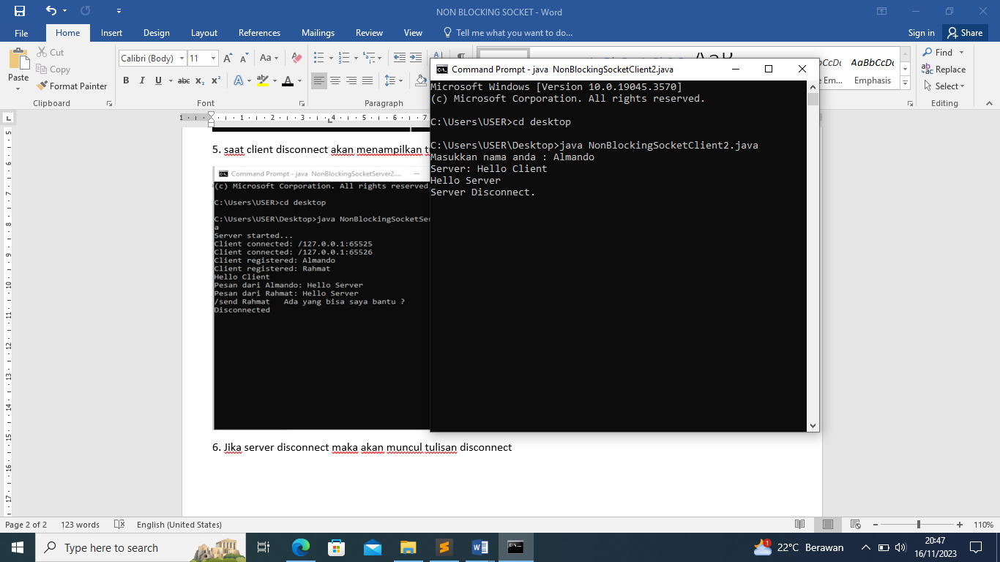 NON BLOCKING SOCKET - Word
File Home Insert Design Layout References Mailings Review View Tell me what you want to do... Sign in Share
Paste
Cut
Copy
Format Painter
Clipboard
Calibri (Body) 11
Font
Paragraph
AaBbCcDc
Emphasis
Find
Replace
Select
Editing
5. saat client disconnect akan menampilkan
Command Prompt - java NonBlockingSocketServer2....
(c) Microsoft Corporation. All rights reserved
C:\Users\USER>cd desktop
C:\Users\USER\Desktop>java NonBlockingSocketSer
a
Server started...
Client connected: /127.0.0.1:65525
Client connected: /127.0.0.1:65526
Client registered: Almando
Client registered: Rahmat
Hello Client
Pesan dari Almando: Hello Server
Pesan dari Rahmat: Hello Server
/send Rahmat   Ada yang bisa saya bantu ?
Disconnected
6. Jika server disconnect maka akan muncul tulisan disconnect
Command Prompt - java NonBlockingSocketClient2.java
Microsoft Windows [Version 10.0.19045.3570]
(c) Microsoft Corporation. All rights reserved.
C:\Users\USER>cd desktop
C:\Users\USER\Desktop>java NonBlockingSocketClient2.java
Masukkan nama anda : Almando
Server: Hello Client
Hello Server
Server Disconnect.
Page 2 of 2 123 words English (United States) 110%
Type here to search
22°C Berawan
20:47
16/11/2023